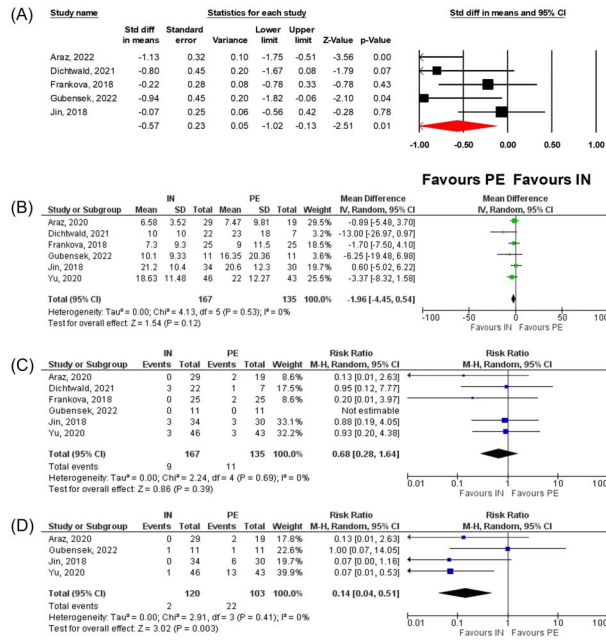 (A)
Study name Statistics for each study Std diff in means and 95% CI
Std diff in means Standard error Variance Lower limit Upper limit Z-Value p-Value
Araz, 2022 -1.13 0.32 0.10 -1.75 -0.51 -3.56 0.00
Dichtwald, 2021 -0.80 0.45 0.20 -1.67 0.08 -1.79 0.07
Frankova, 2018 -0.22 0.28 0.08 -0.78 0.33 -0.78 0.43
Gubensek, 2022 -0.94 0.45 0.20 -1.82 -0.06 -2.10 0.04
Jin, 2018 -0.07 0.25 0.06 -0.56 0.42 -0.28 0.78
-0.57 0.23 0.05 -1.02 -0.13 -2.51 0.01
-1.00 -0.50 0.00 0.50 1.00
Favours PE Favours IN
(B)
IN PE Mean Difference Mean Difference
Study or Subgroup Mean SD Total Mean SD Total Weight IV, Random, 95% CI IV, Random, 95% CI
Araz, 2020 6.58 3.52 29 7.47 9.81 19 29.5% -0.89 [-5.48, 3.70]
Dichtwald, 2021 10 10 22 23 18 7 3.2% -13.00 [-26.97, 0.97]
Frankova, 2018 7.3 9.3 25 9 11.5 25 18.5% -1.70 [-7.50, 4.10]
Gubensek, 2022 10.1 9.33 11 16.35 20.36 11 3.5% -6.25 [-19.48, 6.98]
Jin, 2018 21.2 10.4 34 20.6 12.3 30 19.7% 0.60 [-5.02, 6.22]
Yu, 2020 18.63 11.48 46 22 12.27 43 25.5% -3.37 [-8.32, 1.58]
Total (95% CI) 167 135 100.0% -1.96 [-4.45, 0.54]
Heterogeneity: Tau² = 0.00; Chi² = 4.13, df = 5 (P = 0.53); I² = 0%
Test for overall effect: Z = 1.54 (P = 0.12)
-100 -50 0 50 100
Favours IN Favours PE
(C)
IN PE Risk Ratio Risk Ratio
Study or Subgroup Events Total Events Total Weight M-H, Random, 95% CI M-H, Random, 95% CI
Araz, 2020 0 29 2 19 8.6% 0.13 [0.01, 2.63]
Dichtwald, 2021 3 22 1 7 17.5% 0.95 [0.12, 7.77]
Frankova, 2018 0 25 2 25 8.6% 0.20 [0.01, 3.97]
Gubensek, 2022 0 11 0 11 Not estimable
Jin, 2018 3 34 3 30 33.1% 0.88 [0.19, 4.05]
Yu, 2020 3 46 3 43 32.2% 0.93 [0.20, 4.38]
Total (95% CI) 167 135 100.0% 0.68 [0.28, 1.64]
Total events 9 11
Heterogeneity: Tau² = 0.00; Chi² = 2.24, df = 4 (P = 0.69); I² = 0%
Test for overall effect: Z = 0.86 (P = 0.39)
0.01 0.1 1 10 100
Favours IN Favours PE
(D)
IN PE Risk Ratio Risk Ratio
Study or Subgroup Events Total Events Total Weight M-H, Random, 95% CI M-H, Random, 95% CI
Araz, 2020 0 29 2 19 17.8% 0.13 [0.01, 2.63]
Gubensek, 2022 1 11 1 11 22.6% 1.00 [0.07, 14.05]
Jin, 2018 0 34 6 30 19.9% 0.07 [0.00, 1.16]
Yu, 2020 1 46 13 43 39.7% 0.07 [0.01, 0.53]
Total (95% CI) 120 103 100.0% 0.14 [0.04, 0.51]
Total events 2 22
Heterogeneity: Tau² = 0.00; Chi² = 2.91, df = 3 (P = 0.41); I² = 0%
Test for overall effect: Z = 3.02 (P = 0.003)
0.01 0.1 1 10 100
Favours IN Favours PE